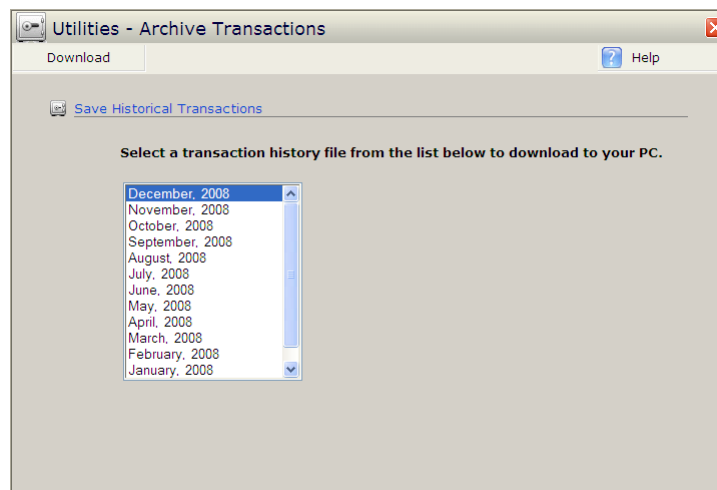 Utilities - Archive Transactions
Download
Help
Save Historical Transactions
Select a transaction history file from the list below to download to your PC.
December, 2008
November, 2008
October, 2008
September, 2008
August, 2008
July, 2008
June, 2008
May, 2008
April, 2008
March, 2008
February, 2008
January, 2008